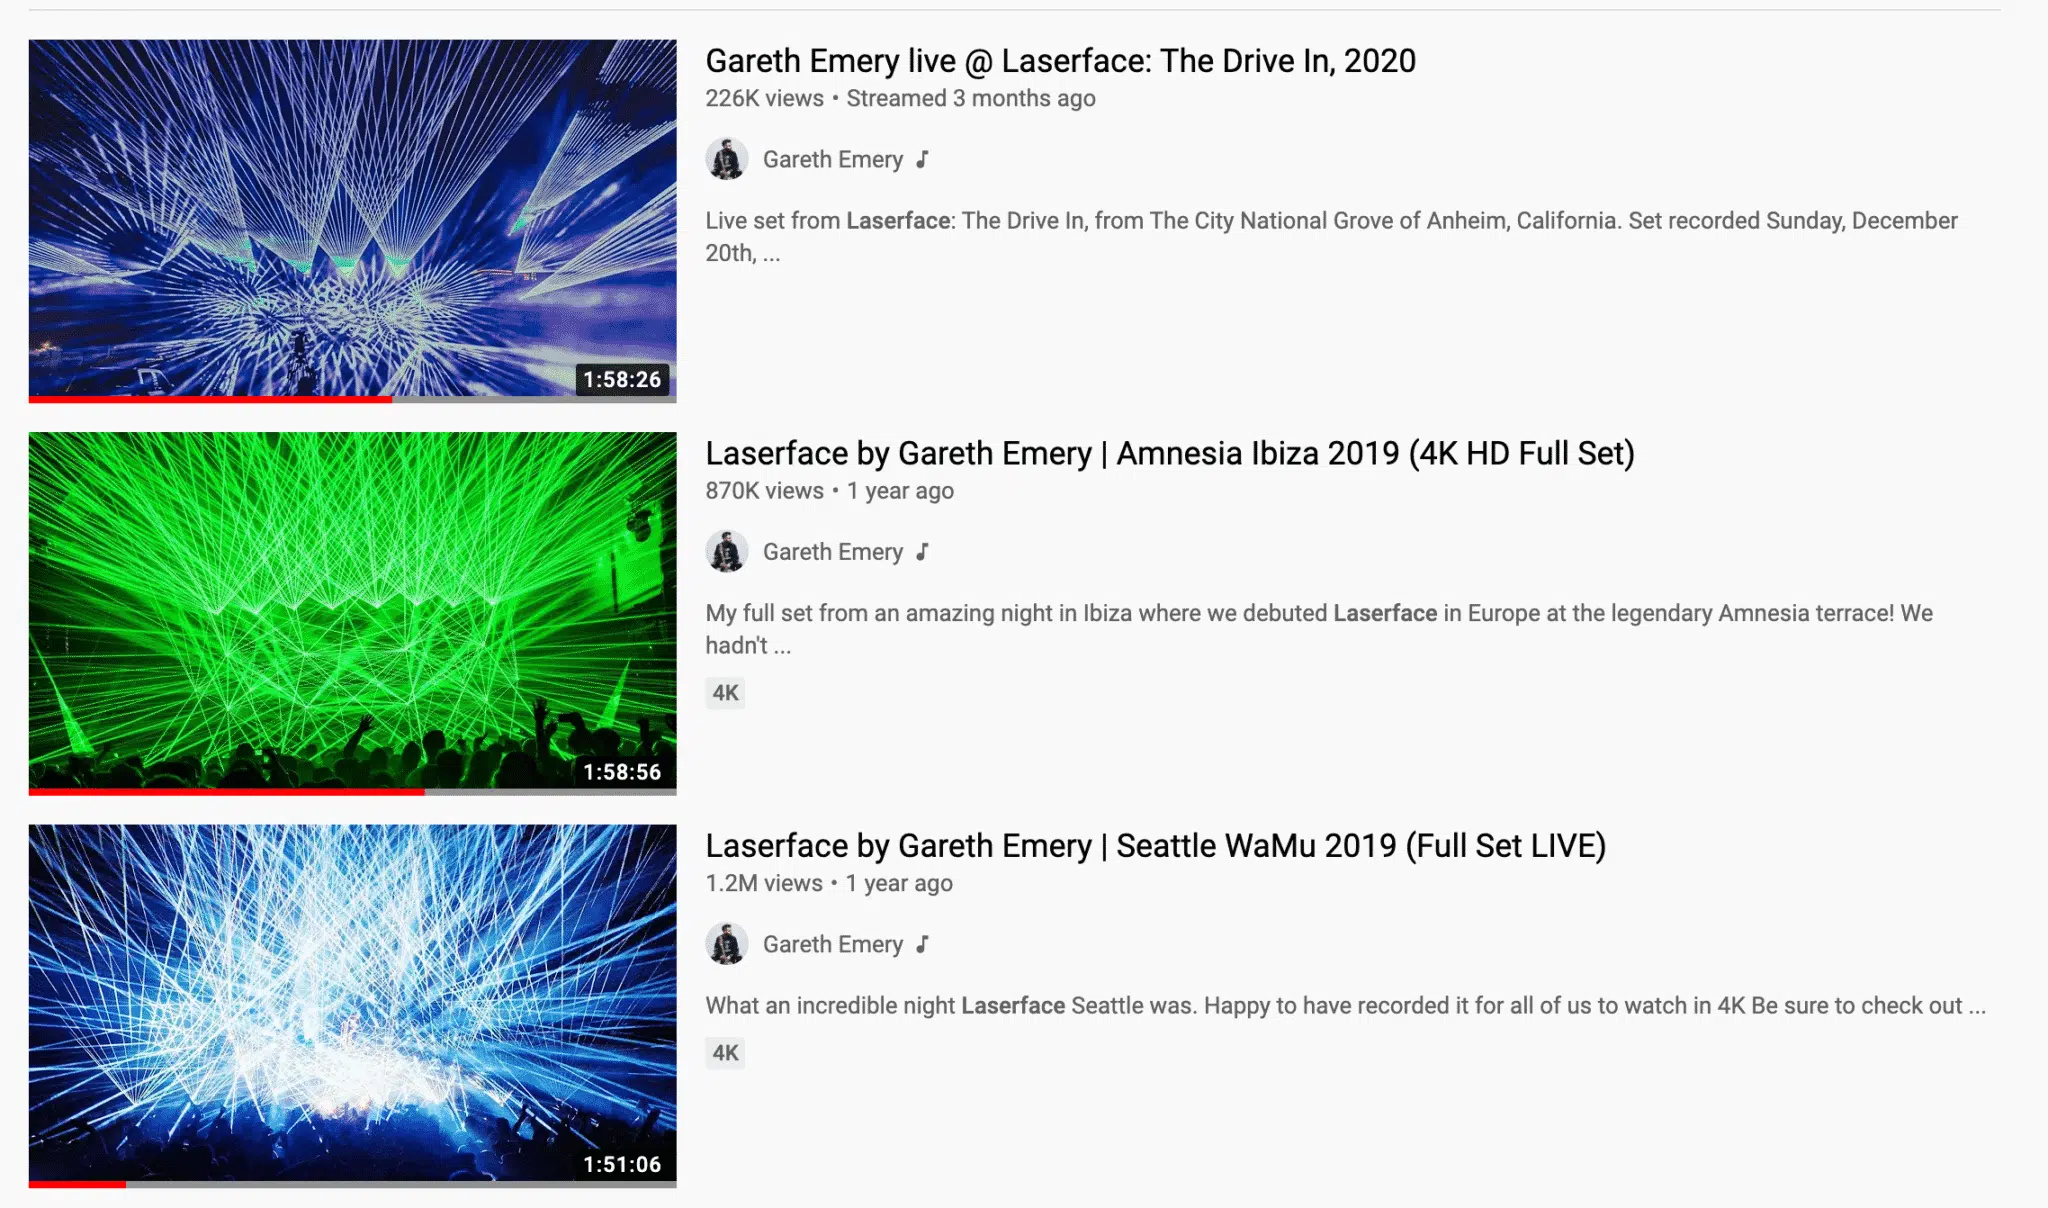 Gareth Emery live @ Laserface: The Drive In, 2020
226K views • Streamed 3 months ago
Gareth Emery
Live set from Laserface: The Drive In, from The City National Grove of Anheim, California. Set recorded Sunday, December
20th, ...
1:58:26
Laserface by Gareth Emery | Amnesia Ibiza 2019 (4K HD Full Set)
870K views • 1 year ago
Gareth Emery
My full set from an amazing night in Ibiza where we debuted Laserface in Europe at the legendary Amnesia terrace! We
hadn't ...
4K
1:58:56
Laserface by Gareth Emery | Seattle WaMu 2019 (Full Set LIVE)
1.2M views • 1 year ago
Gareth Emery
What an incredible night Laserface Seattle was. Happy to have recorded it for all of us to watch in 4K Be sure to check out ...
4K
1:51:06